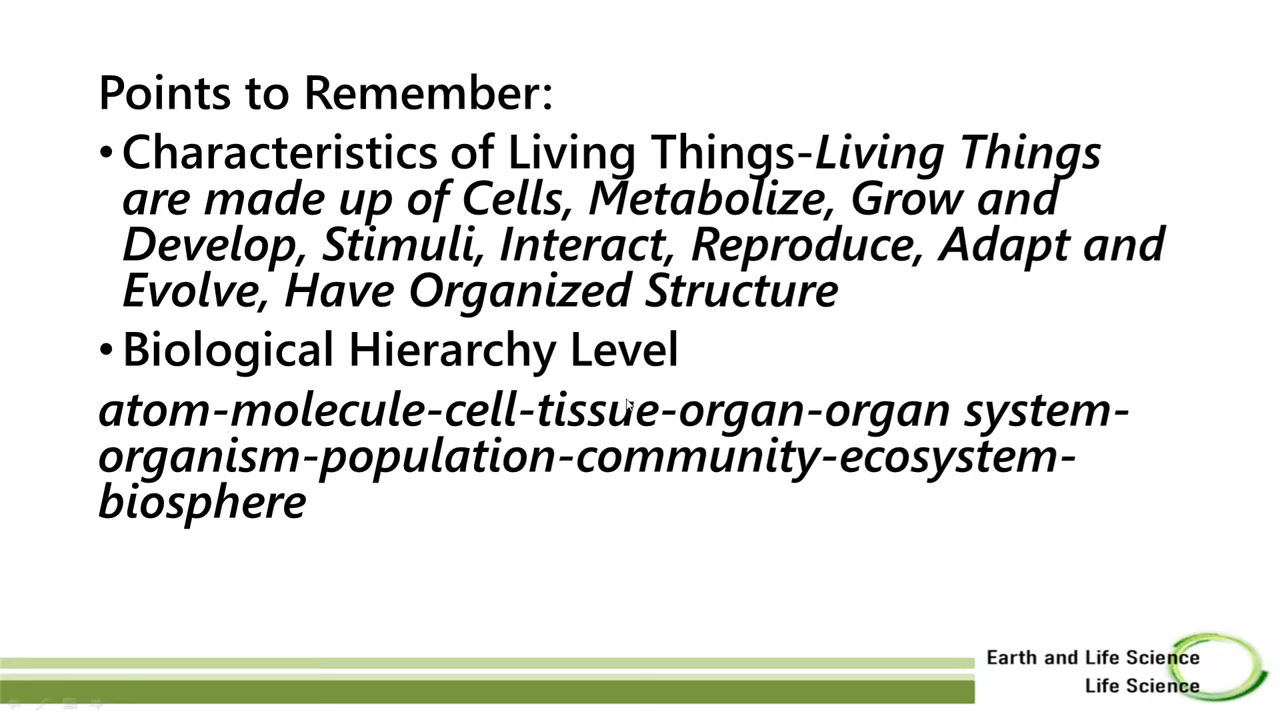 Points to Remember:
• Characteristics of Living Things-Living Things
are made up of Cells, Metabolize, Grow and
Develop, Stimuli, Interact, Reproduce, Adapt and
Evolve, Have Organized Structure
• Biological Hierarchy Level
atom-molecule-cell-tissue-organ-organ system-
organism-population-community-ecosystem-
biosphere
Earth and Life Science
Life Science